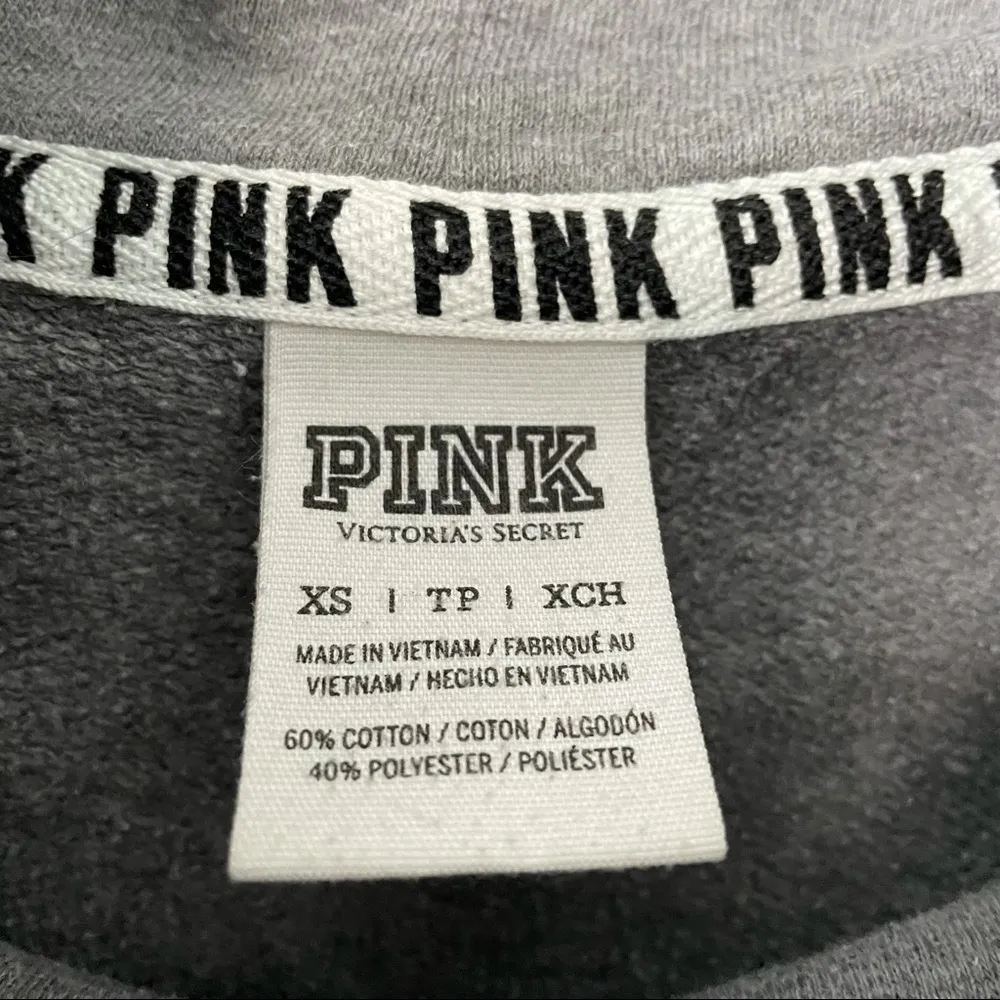 K PINK PINK PINK
PINK
VICTORIA'S SECRET
XS | TP | XCH
MADE IN VIETNAM / FABRIQUÉ AU
VIETNAM / HECHO EN VIETNAM
60% COTTON / COTON / ALGODÓN
40% POLYESTER / POLIÉSTER